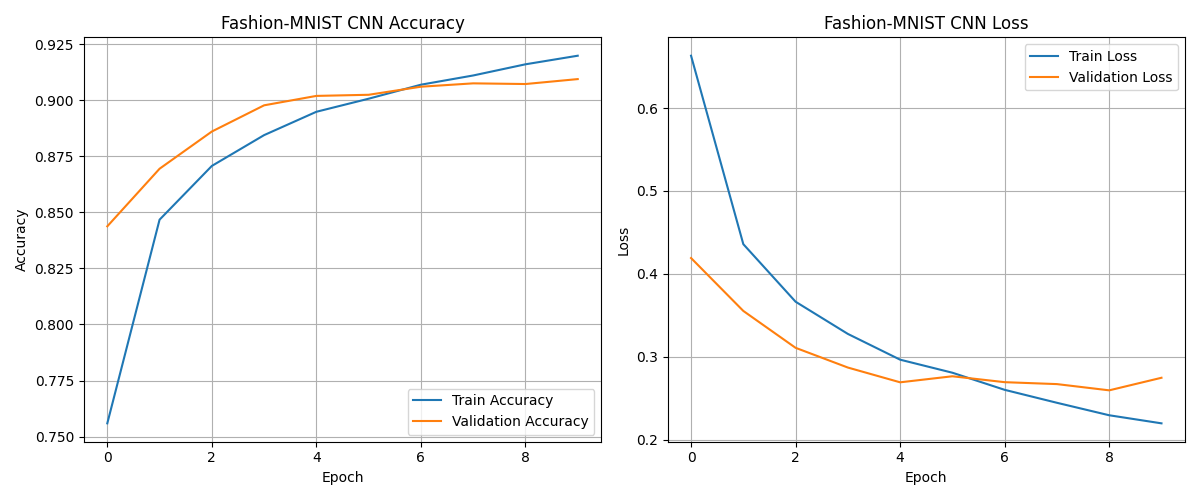 Fashion-MNIST CNN Accuracy
0.925
0.900
0.875
0.850
0.825
0.800
0.775
0.750
Accuracy
0 2 4 6 8
Epoch
Train Accuracy
Validation Accuracy
Fashion-MNIST CNN Loss
Train Loss
Validation Loss
0.6
0.5
0.4
0.3
0.2
Loss
0 2 4 6 8
Epoch